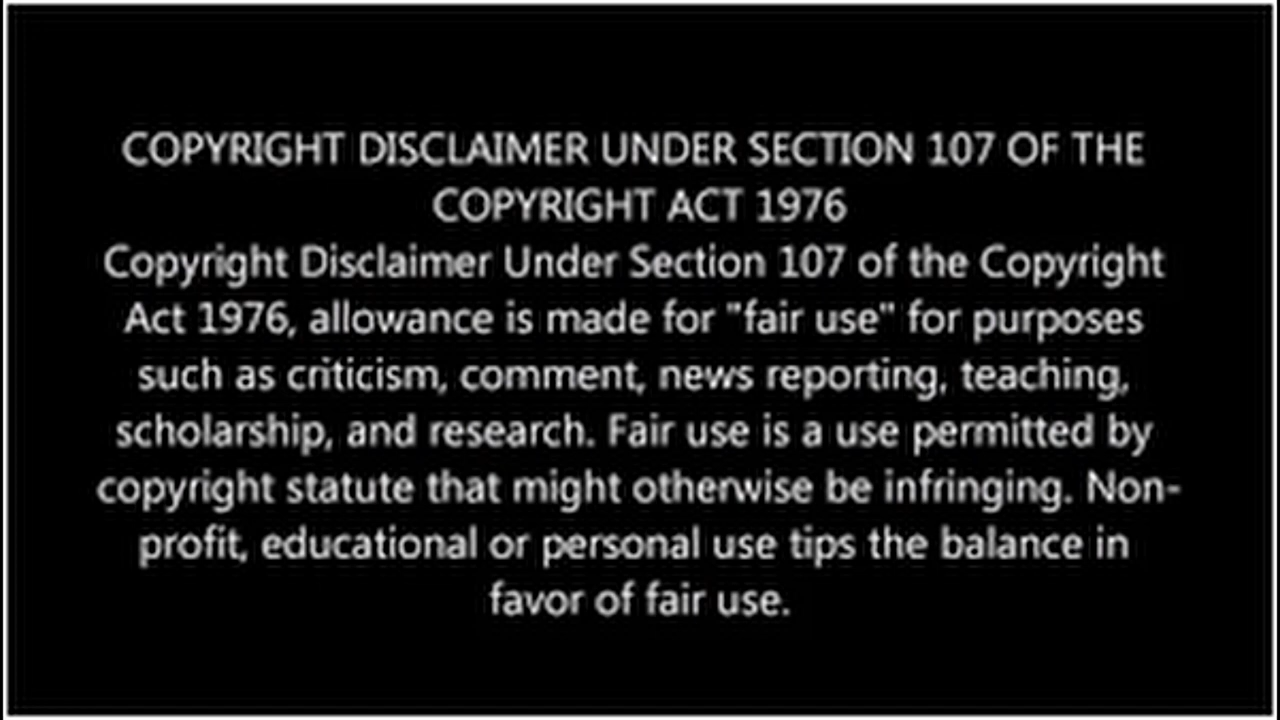 COPYRIGHT DISCLAIMER UNDER SECTION 107 OF THE
COPYRIGHT ACT 1976
Copyright Disclaimer Under Section 107 of the Copyright
Act 1976, allowance is made for "fair use" for purposes
such as criticism, comment, news reporting, teaching,
scholarship, and research. Fair use is a use permitted by
copyright statute that might otherwise be infringing. Non-
profit, educational or personal use tips the balance in
favor of fair use.